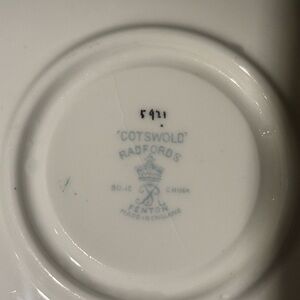 5921
'COTSWOLD'
RADFORDS
BONE CHINA
FENTON
MADE IN ENGLAND